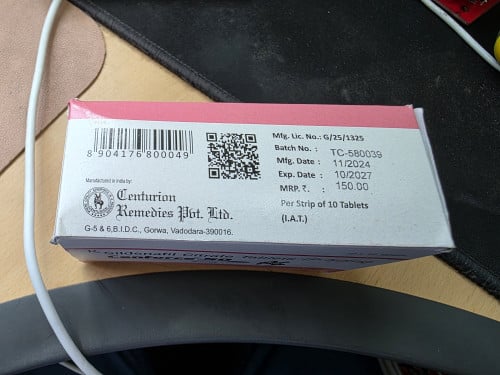 8 904176 800049
Mfg. Lic. No.: G/25/1325
Batch No. : TC-580039
Mfg. Date : 11/2024
Exp. Date : 10/2027
MRP. ₹. : 150.00
Per Strip of 10 Tablets
(I.A.T.)
Manufactured in India by:
Centurion
Remedies Pvt. Ltd.
G-5 & 6,B.I.D.C., Gorwa, Vadodara-390016.
Citrate